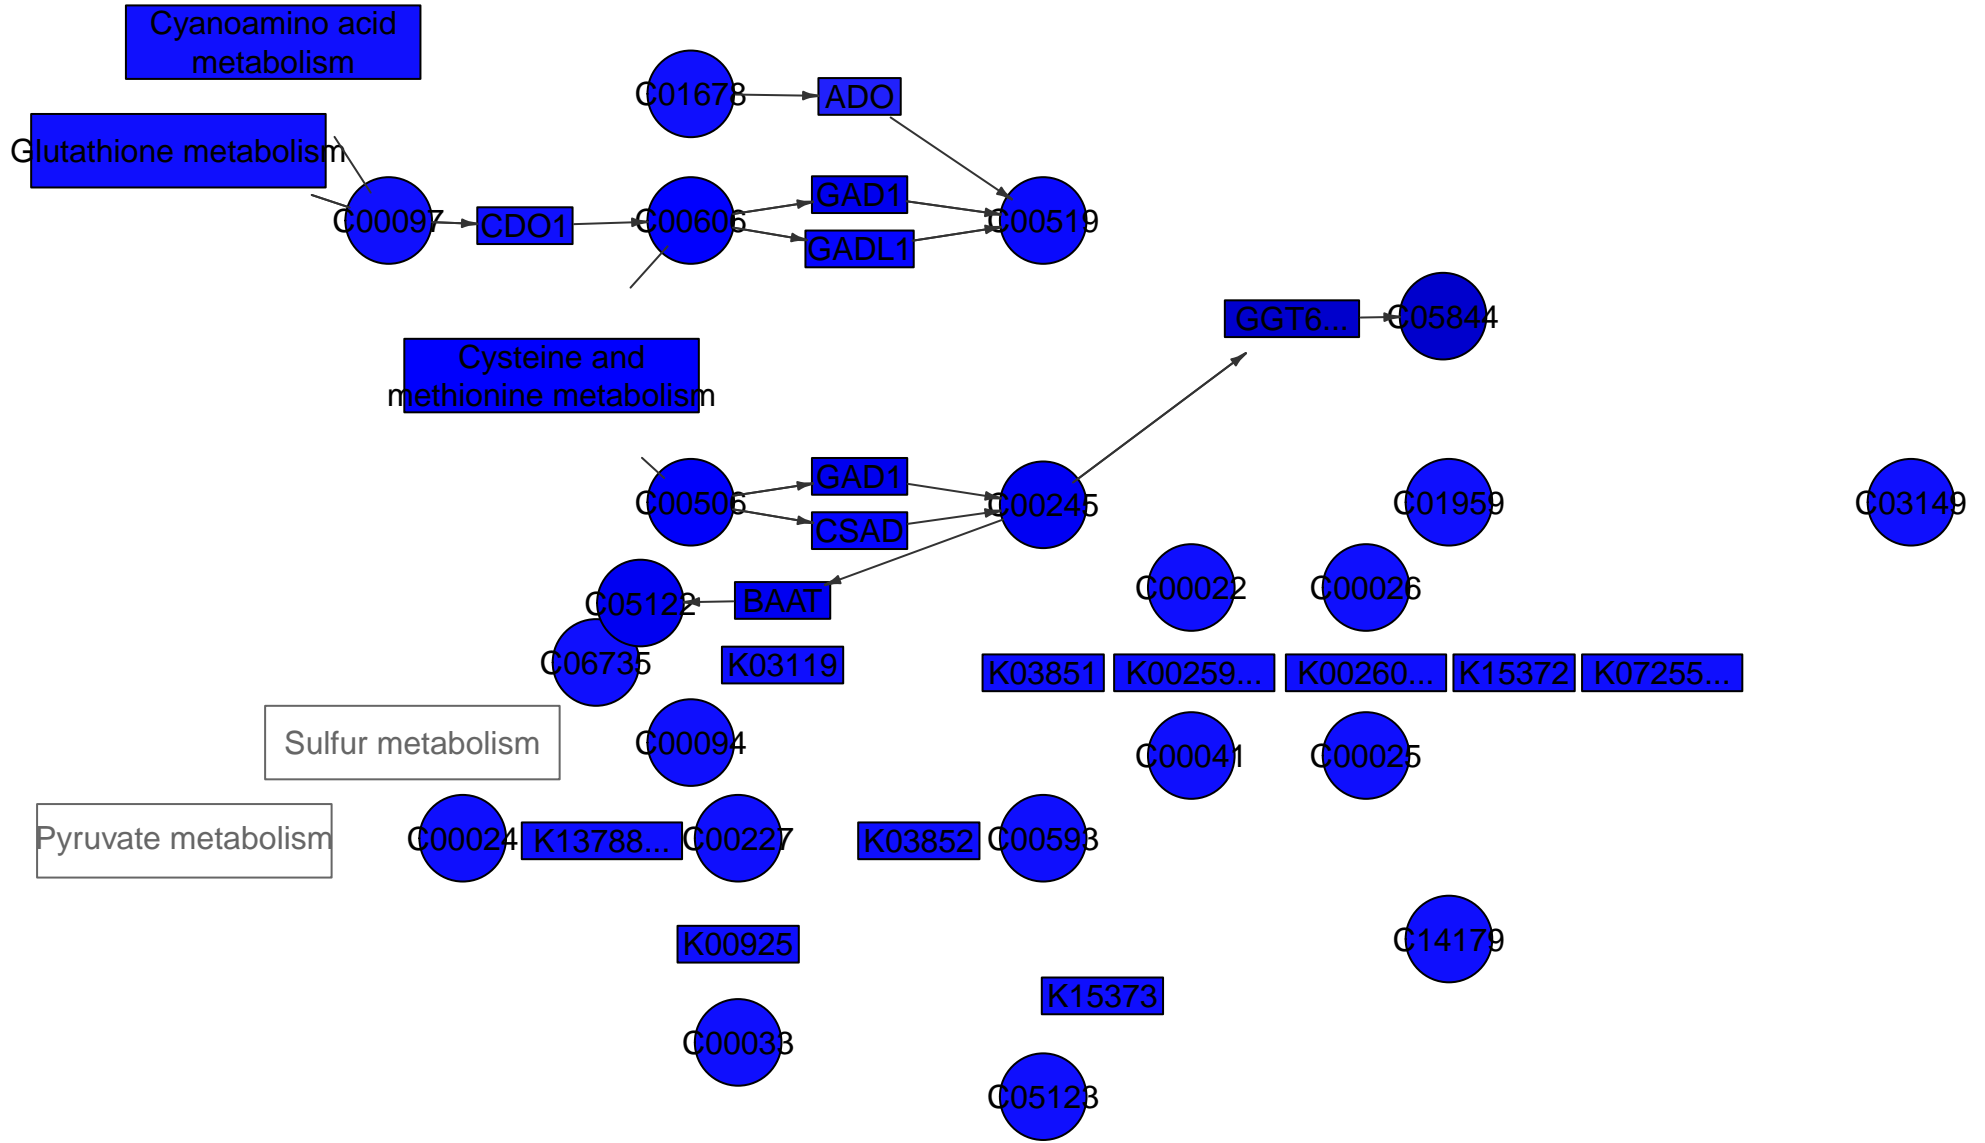 Cyanoamino acid
metabolism
C01678
ADO
Glutathione metabolism
C00097
CDO1
C00606
GAD1
GADL1
C00519
GGT6...
C05844
Cysteine and
methionine metabolism
C00506
GAD1
CSAD
C00245
C01959
C03149
C05122
BAAT
C00022
C00026
C06735
K03119
K03851
K00259...
K00260...
K15372
K07255...
Sulfur metabolism
C00094
C00041
C00025
Pyruvate metabolism
C00024
K13788...
C00227
K03852
C00593
K00925
C14179
K15373
C00033
C05123